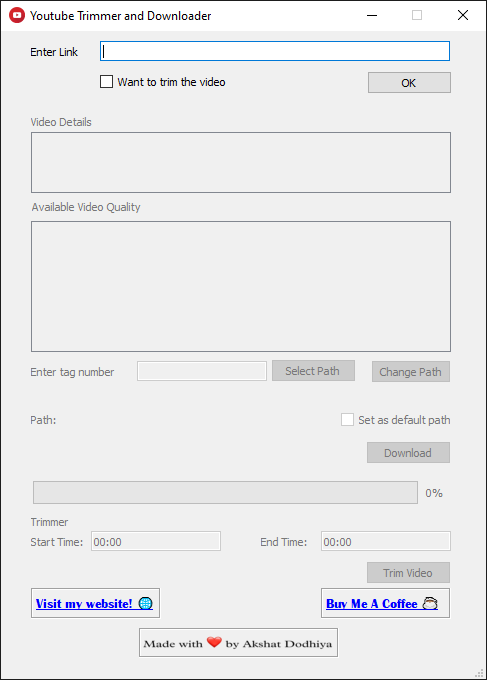 Youtube Trimmer and Downloader
Enter Link
Want to trim the video
OK
Video Details
Available Video Quality
Enter tag number
Select Path
Change Path
Path:
Set as default path
Download
0%
Trimmer
Start Time: 00:00
End Time: 00:00
Trim Video
Visit my website!
Buy Me A Coffee
Made with ❤️ by Akshat Dodhiya